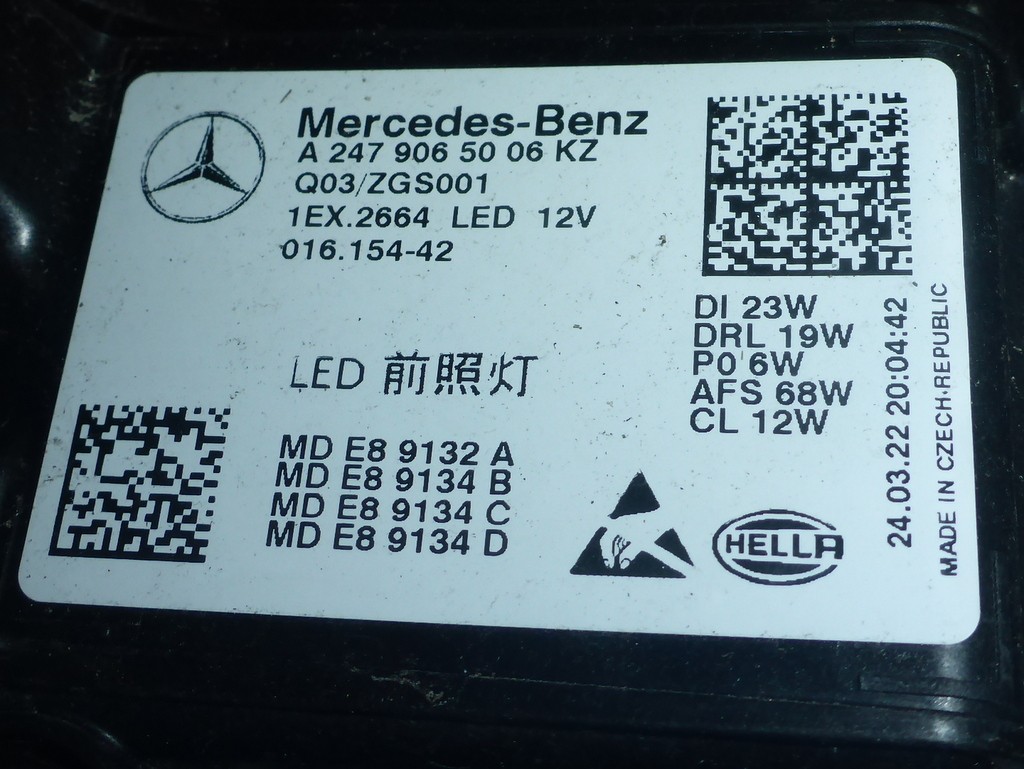 Mercedes-Benz
A 247 906 50 06 KZ
Q03/ZGS001
1EX.2664 LED 12V
016.154-42
DI 23W
DRL 19W
P0 6W
AFS 68W
CL 12W
LED 前照灯
MD E8 9132 A
MD E8 9134 B
MD E8 9134 C
MD E8 9134 D
HELLA
24.03.22 20:04:42
MADE IN CZECH-REPUBLIC